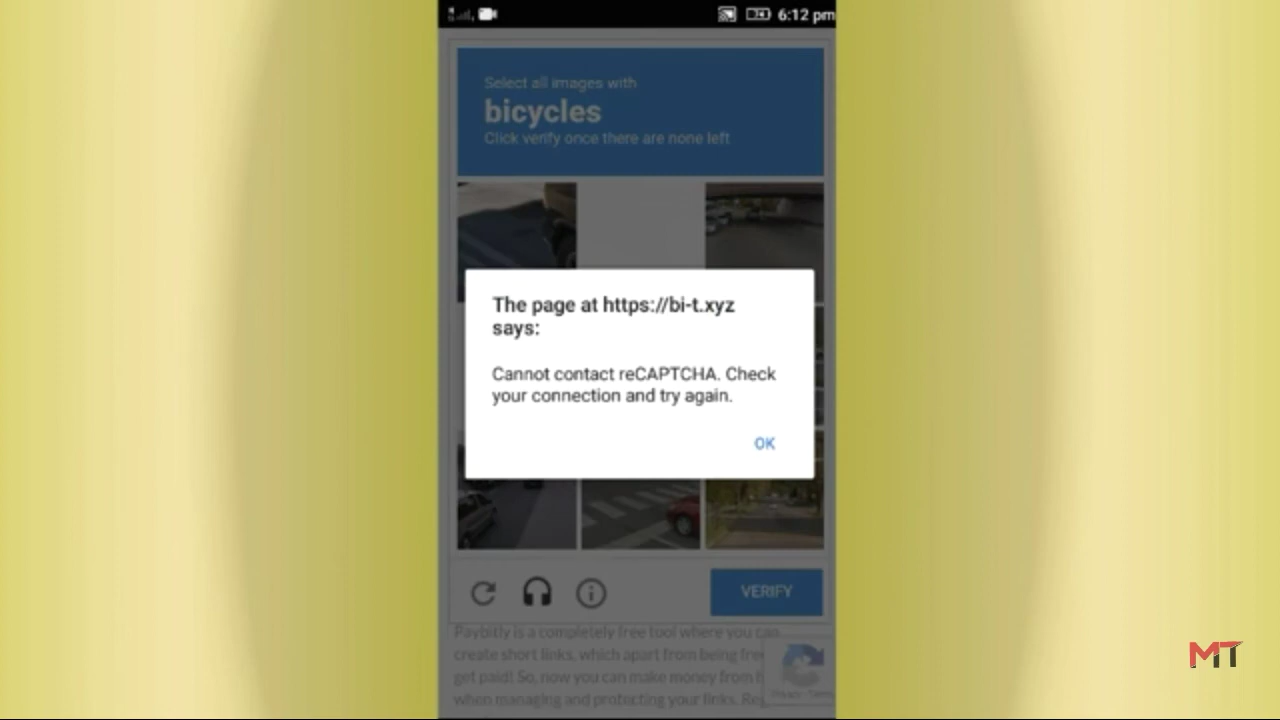 6:12 pm
Select all images with
bicycles
Click verify once there are none left
The page at https://bi-t.xyz
says:
Cannot contact reCAPTCHA. Check
your connection and try again.
OK
VERIFY
Paybitly is a completely free tool where you can
create short links, which apart from being free
get paid! So, now you can make money from
when managing and protecting your links. Reg
Privacy - Terms
MT